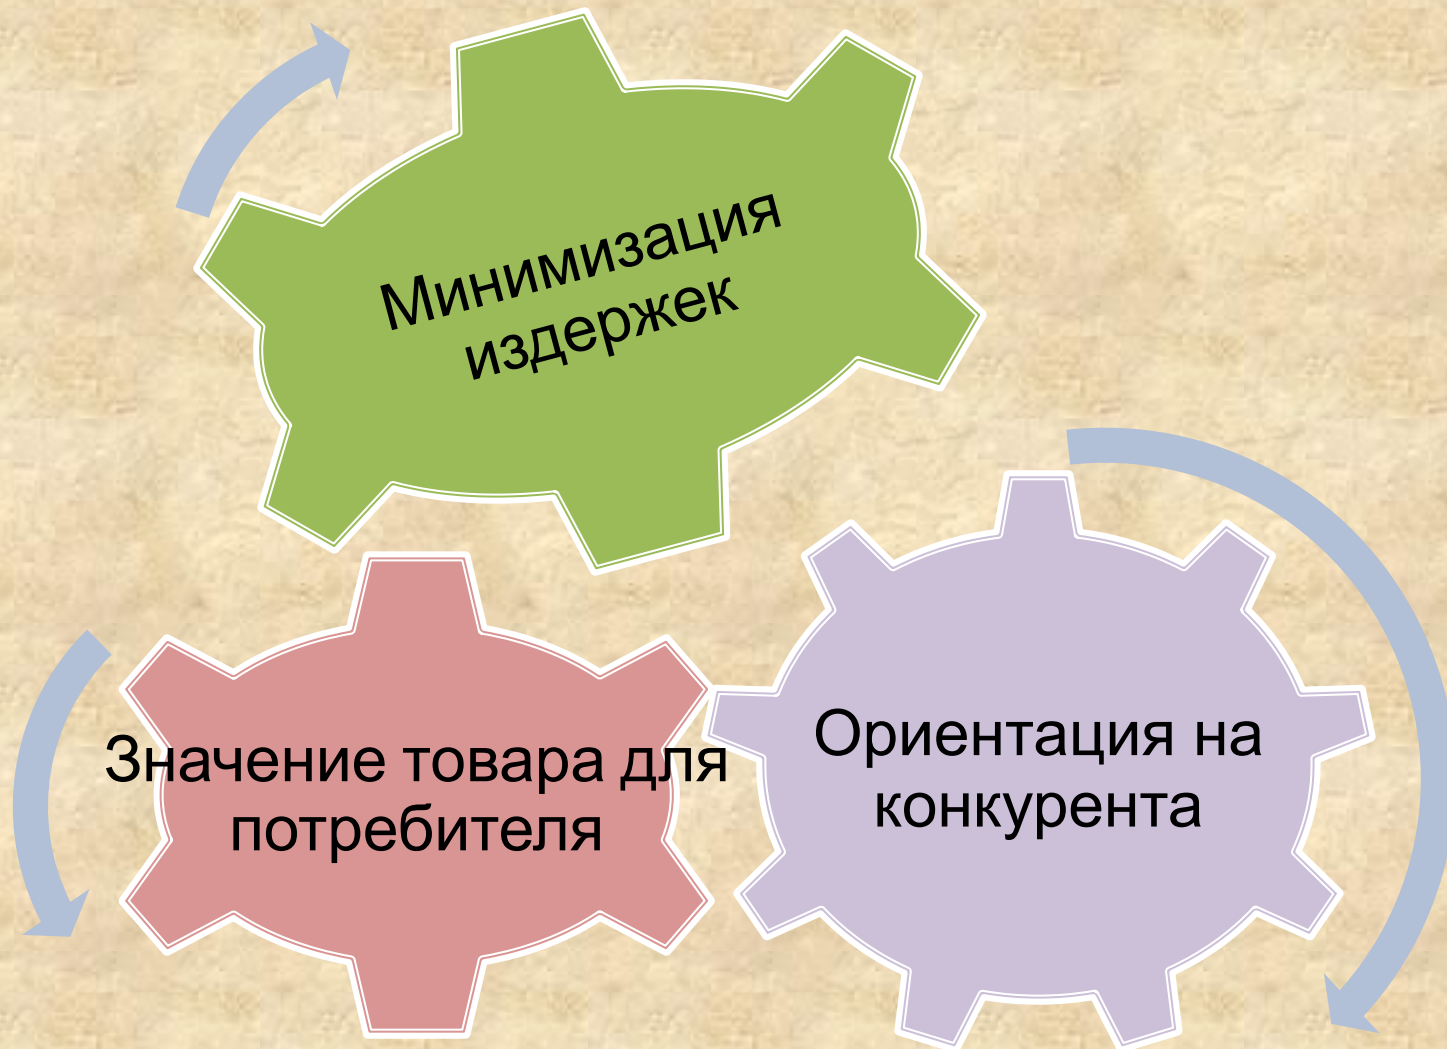 Минимизация
издержек
Значение товара для
потребителя
Ориентация на
конкурента